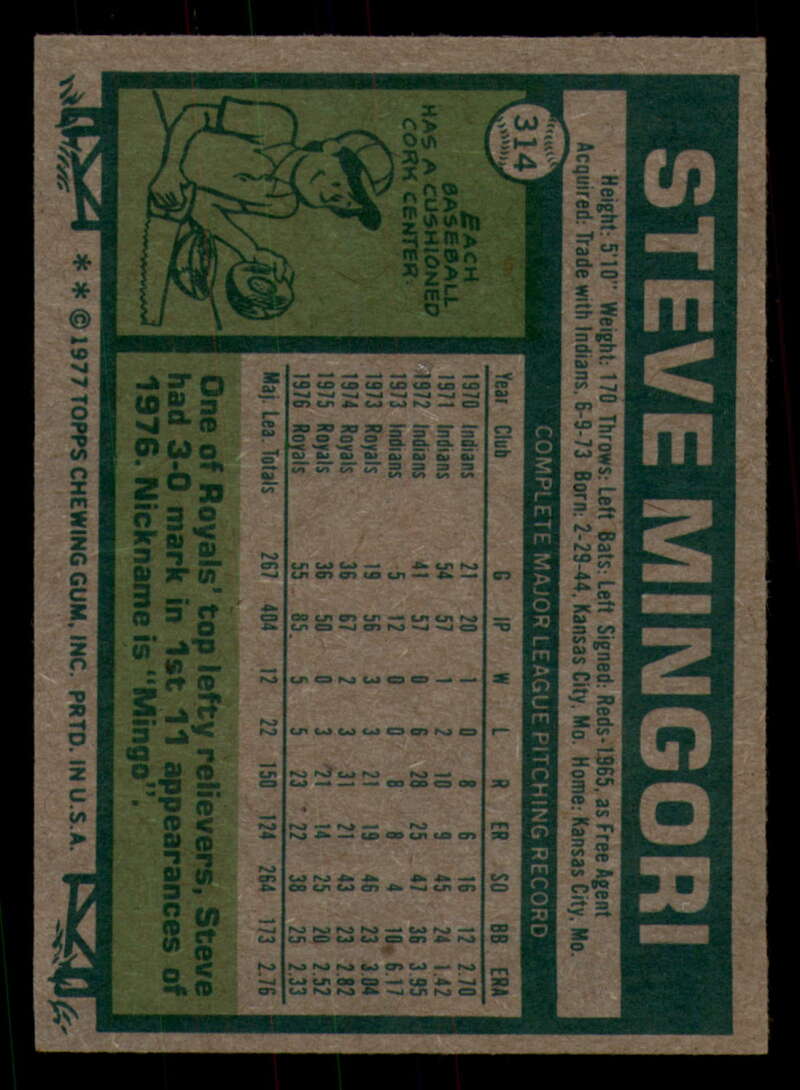 314
STEVE MINGORI
Height: 5'10" Weight: 170 Throws: Left Bats: Left Signed: Reds-1965, as Free Agent
Acquired: Trade with Indians, 6-9-73 Born: 2-29-44, Kansas City, Mo. Home: Kansas City, Mo.
COMPLETE MAJOR LEAGUE PITCHING RECORD
Year Club G IP W L R ER SO BB ERA
1970 Indians 21 20 1 0 8 6 16 12 2.70
1971 Indians 54 57 1 2 10 9 45 24 1.42
1972 Indians 41 57 0 6 28 25 47 36 3.95
1973 Indians 5 12 0 0 8 8 4 10 6.17
1973 Royals 19 56 3 3 21 19 46 23 3.04
1974 Royals 36 67 2 3 31 21 43 23 2.82
1975 Royals 36 50 0 3 21 14 25 20 2.52
1976 Royals 55 85 5 5 23 22 38 25 2.33
Maj. Lea. Totals 267 404 12 22 150 124 264 173 2.76
EACH
BASEBALL
HAS A CUSHIONED
CORK CENTER.
One of Royals' top lefty relievers, Steve
had 3-0 mark in 1st 11 appearances of
1976. Nickname is "Mingo".
* * © 1977 TOPPS CHEWING GUM, INC. PRTD. IN U.S.A.